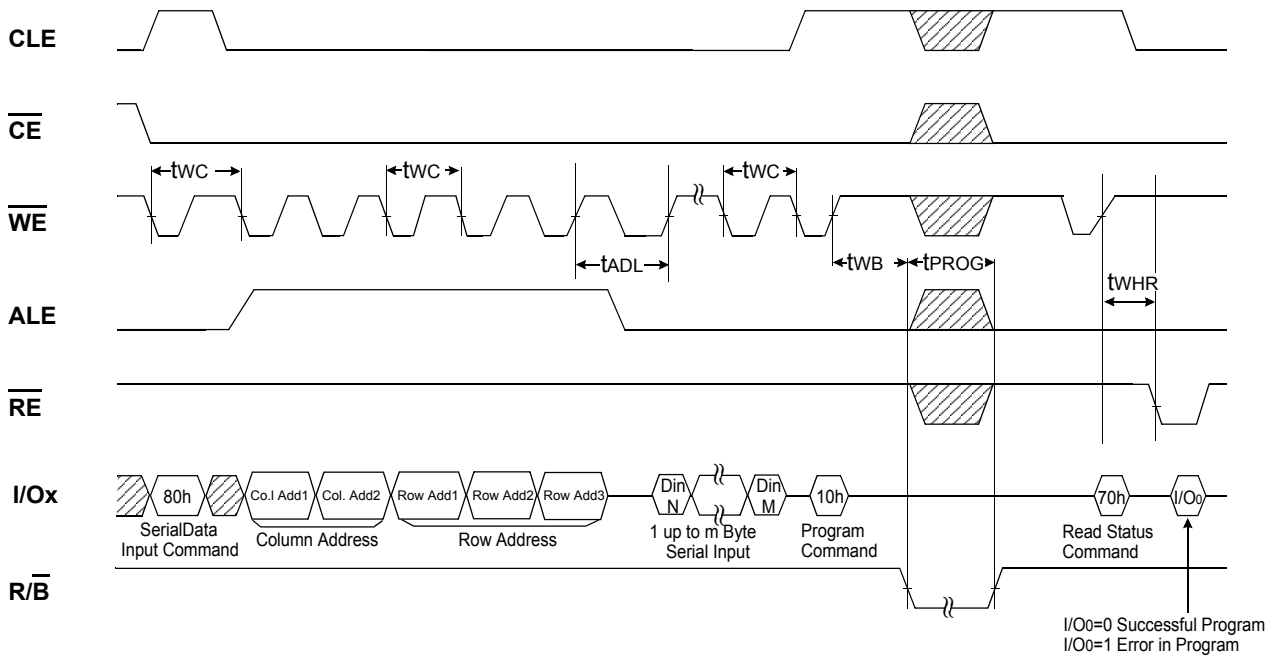 CLE
CE
tWC
tWC
tWC
WE
tADL
tWB
tPROG
tWHR
ALE
RE
I/Ox
80h
Co.l Add1
Col. Add2
Row Add1
Row Add2
Row Add3
Din
N
Din
M
10h
70h
I/O0
SerialData
Input Command
Column Address
Row Address
1 up to m Byte
Serial Input
Program
Command
Read Status
Command
R/B
I/O0=0 Successful Program
I/O0=1 Error in Program